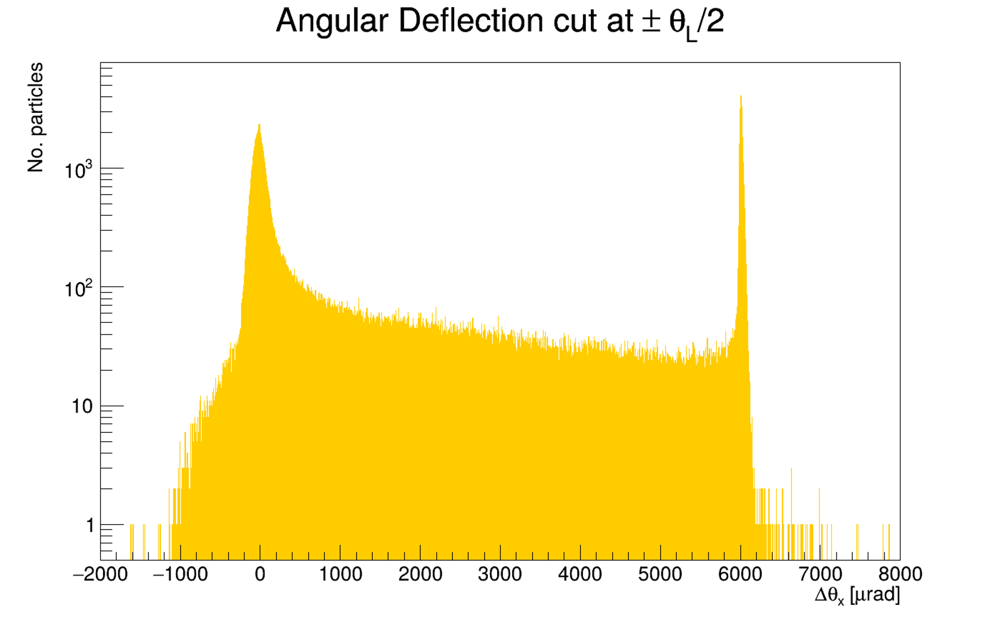 Angular Deflection cut at ± θL/2
No. particles
10³
10²
10
1
−2000 −1000 0 1000 2000 3000 4000 5000 6000 7000 8000
Δθx [μrad]